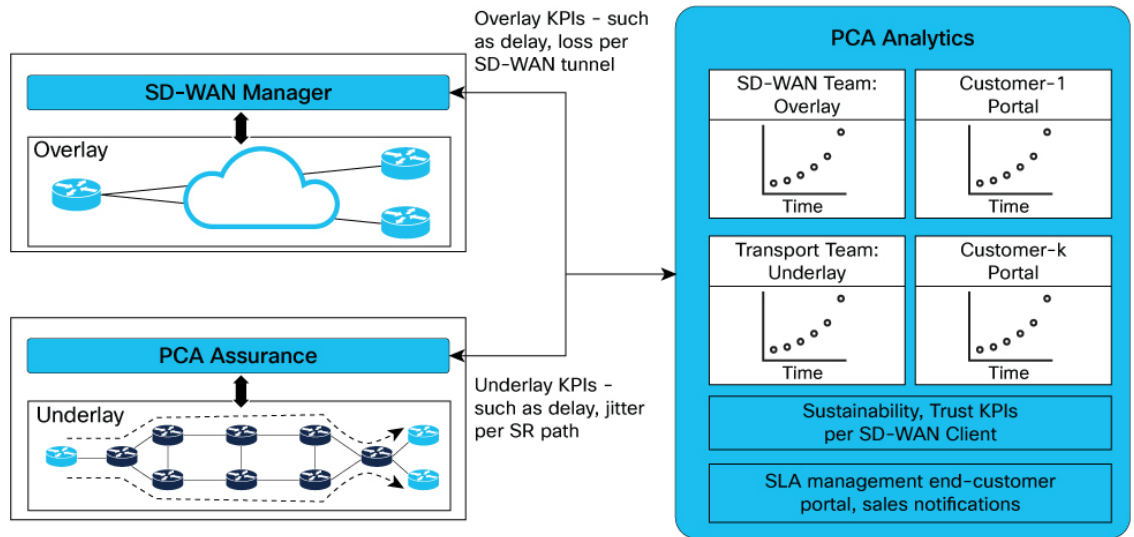 Overlay KPIs - such
as delay, loss per
SD-WAN tunnel
SD-WAN Manager
Overlay
PCA Assurance
Underlay
Underlay KPIs -
such as delay, jitter
per SR path
PCA Analytics
SD-WAN Team:
Overlay
Time
Customer-1
Portal
Time
Transport Team:
Underlay
Time
Customer-k
Portal
Time
Sustainability, Trust KPIs
per SD-WAN Client
SLA management end-customer
portal, sales notifications